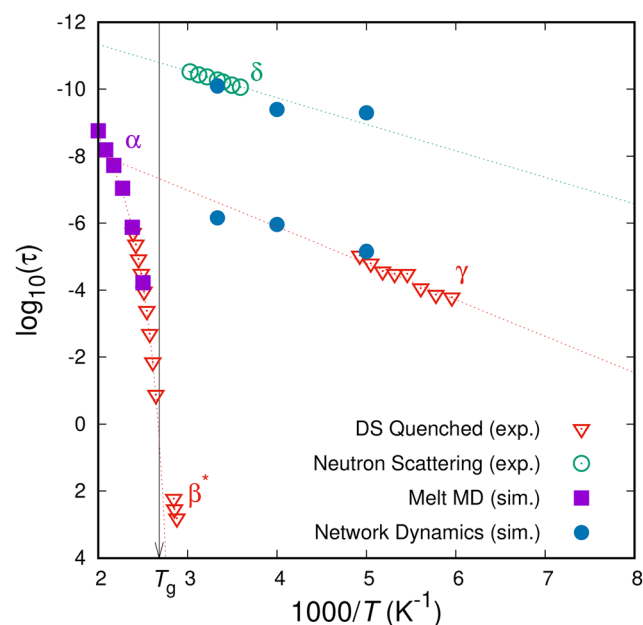 -12
-10
-8
-6
-4
-2
0
2
4
log₁₀(τ)
α
δ
γ
β*
DS Quenched (exp.)
Neutron Scattering (exp.)
Melt MD (sim.)
Network Dynamics (sim.)
2 T_g 3 4 5 6 7 8
1000/T (K⁻¹)